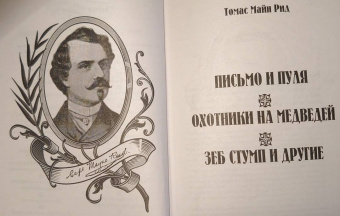 Томас Майн Рид
ПИСЬМО И ПУЛЯ
ОХОТНИКИ НА МЕДВЕДЕЙ
ЗЕБ СТУМП И ДРУГИЕ